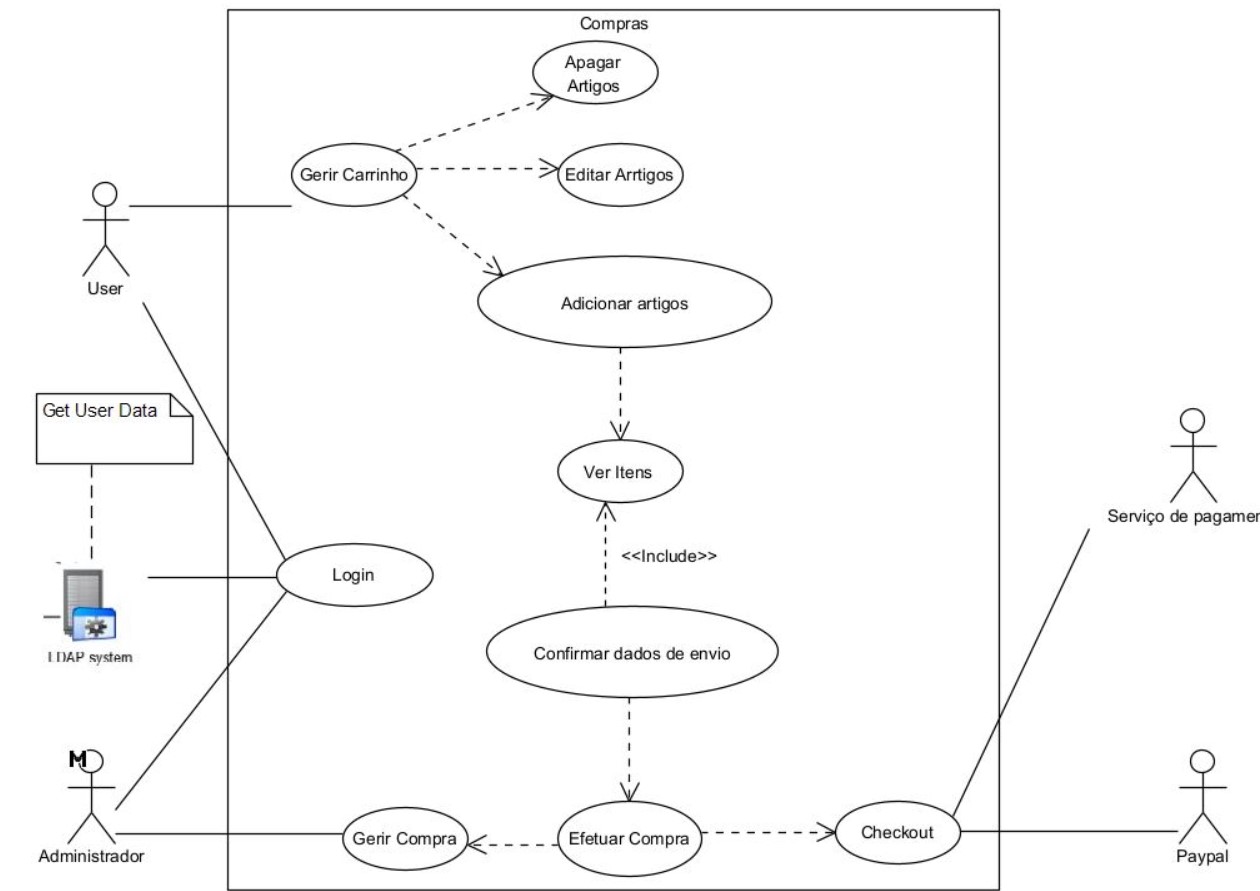 Compras
Apagar
Artigos
Gerir Carrinho
Editar Arrtigos
User
Adicionar artigos
Get User Data
Ver Itens
Serviço de pagamer
<<Include>>
Login
LDAP system
Confirmar dados de envio
M
Gerir Compra
Efetuar Compra
Checkout
Administrador
Paypal